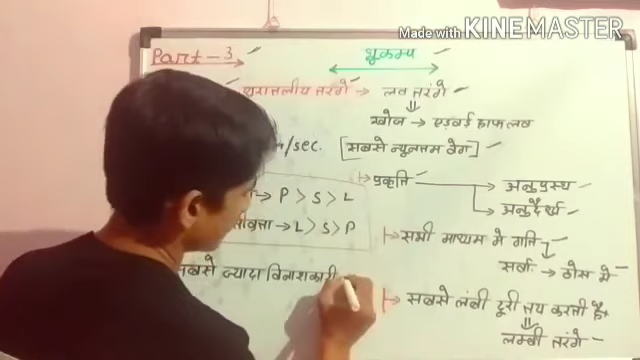 Made with KINEMASTER
Part-3 भूकम्प
धरातलीय तरंगे → लव तरंगे
⇓
खोज → एडवर्ड हाफ लव
/sec. [सबसे न्यूनतम वेग]
प्रकृति → अनुप्रस्थ
→ अनुदैर्ध्य
→ P > S > L
तीव्रता → L > S > P
→ सभी माध्यम मे गति
सर्वा → ठोस मे
सबसे ज्यादा विनाशकारी
→ सबसे लंबी दूरी तय करती है
⇓
लम्बी तरंगे